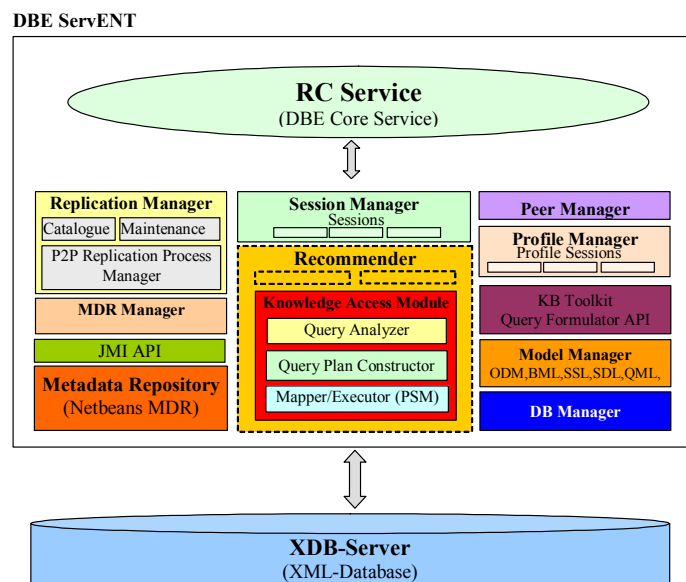 DBE ServENT
RC Service
(DBE Core Service)
Replication Manager
Catalogue
Maintenance
P2P Replication Process
Manager
MDR Manager
JMI API
Metadata Repository
(Netbeans MDR)
Session Manager
Sessions
Recommender
Knowledge Access Module
Query Analyzer
Query Plan Constructor
Mapper/Executor (PSM)
Peer Manager
Profile Manager
Profile Sessions
KB Toolkit
Query Formulator API
Model Manager
ODM,BML,SSL,SDL,QML,
DB Manager
XDB-Server
(XML-Database)